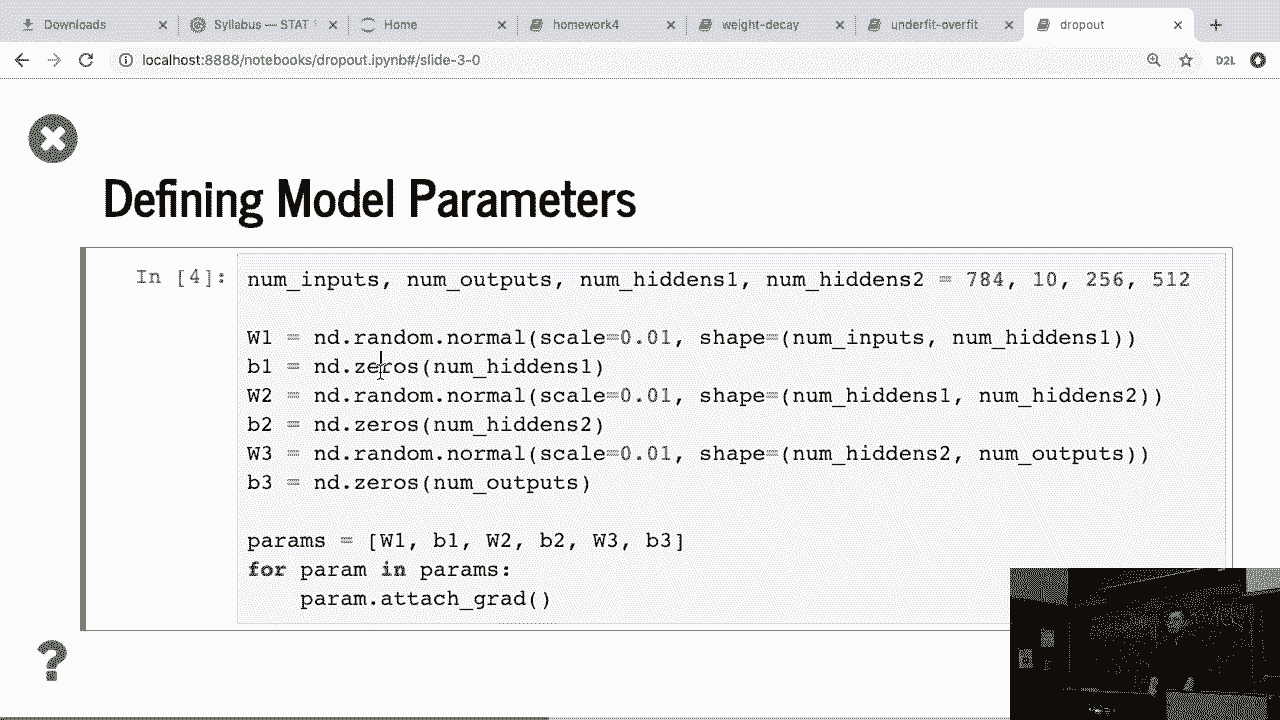 Downloads
Syllabus — STAT
Home
homework4
weight-decay
underfit-overfit
dropout
localhost:8888/notebooks/dropout.ipynb#/slide-3-0
D2L
Defining Model Parameters
In [4]:
num_inputs, num_outputs, num_hiddens1, num_hiddens2 = 784, 10, 256, 512
W1 = nd.random.normal(scale=0.01, shape=(num_inputs, num_hiddens1))
b1 = nd.zeros(num_hiddens1)
W2 = nd.random.normal(scale=0.01, shape=(num_hiddens1, num_hiddens2))
b2 = nd.zeros(num_hiddens2)
W3 = nd.random.normal(scale=0.01, shape=(num_hiddens2, num_outputs))
b3 = nd.zeros(num_outputs)
params = [W1, b1, W2, b2, W3, b3]
for param in params:
    param.attach_grad()
?